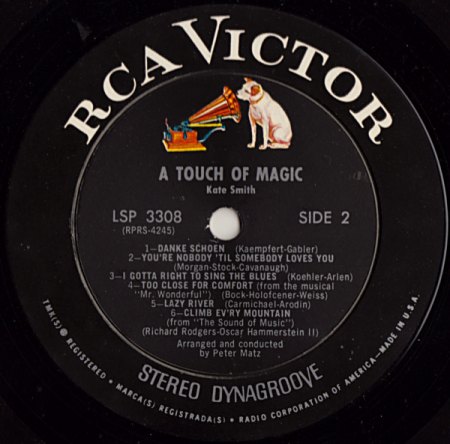 RCA VICTOR
A TOUCH OF MAGIC
Kate Smith
LSP 3308 SIDE 2
(RPRS-4245)
1—DANKE SCHOEN (Kaempfert-Gabler)
2—YOU'RE NOBODY 'TIL SOMEBODY LOVES YOU
(Morgan-Stock-Cavanaugh)
3—I GOTTA RIGHT TO SING THE BLUES (Koehler-Arlen)
4—TOO CLOSE FOR COMFORT (from the musical
"Mr. Wonderful") (Bock-Holofcener-Weiss)
5—LAZY RIVER (Carmichael-Arodin)
6—CLIMB EV'RY MOUNTAIN
(from "The Sound of Music")
(Richard Rodgers-Oscar Hammerstein II)
Arranged and conducted
by Peter Matz
STEREO DYNAGROOVE
TMK(S) ® REGISTERED • MARCA(S) REGISTRADA(S) • RADIO CORPORATION OF AMERICA—MADE IN U.S.A.